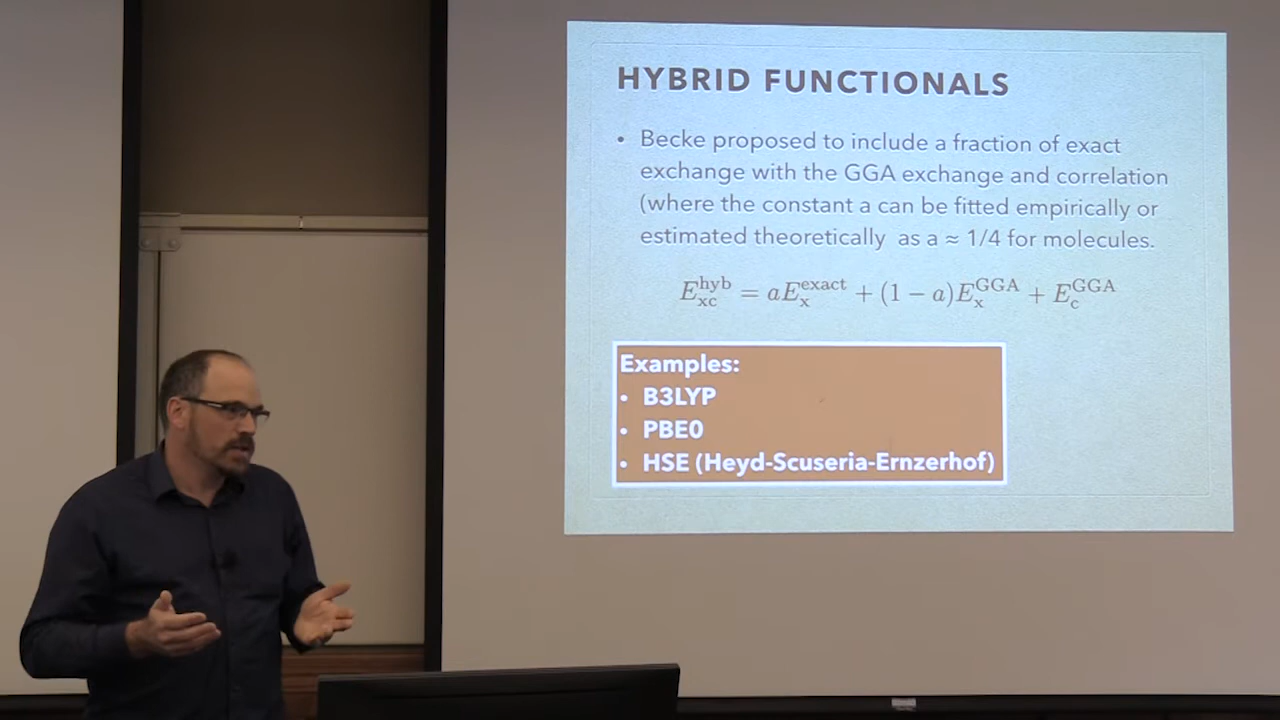 HYBRID FUNCTIONALS
• Becke proposed to include a fraction of exact
exchange with the GGA exchange and correlation
(where the constant a can be fitted empirically or
estimated theoretically as a ≈ 1/4 for molecules.
E_xc^hyb = aE_x^exact + (1 − a)E_x^GGA + E_c^GGA
Examples:
• B3LYP
• PBE0
• HSE (Heyd-Scuseria-Ernzerhof)